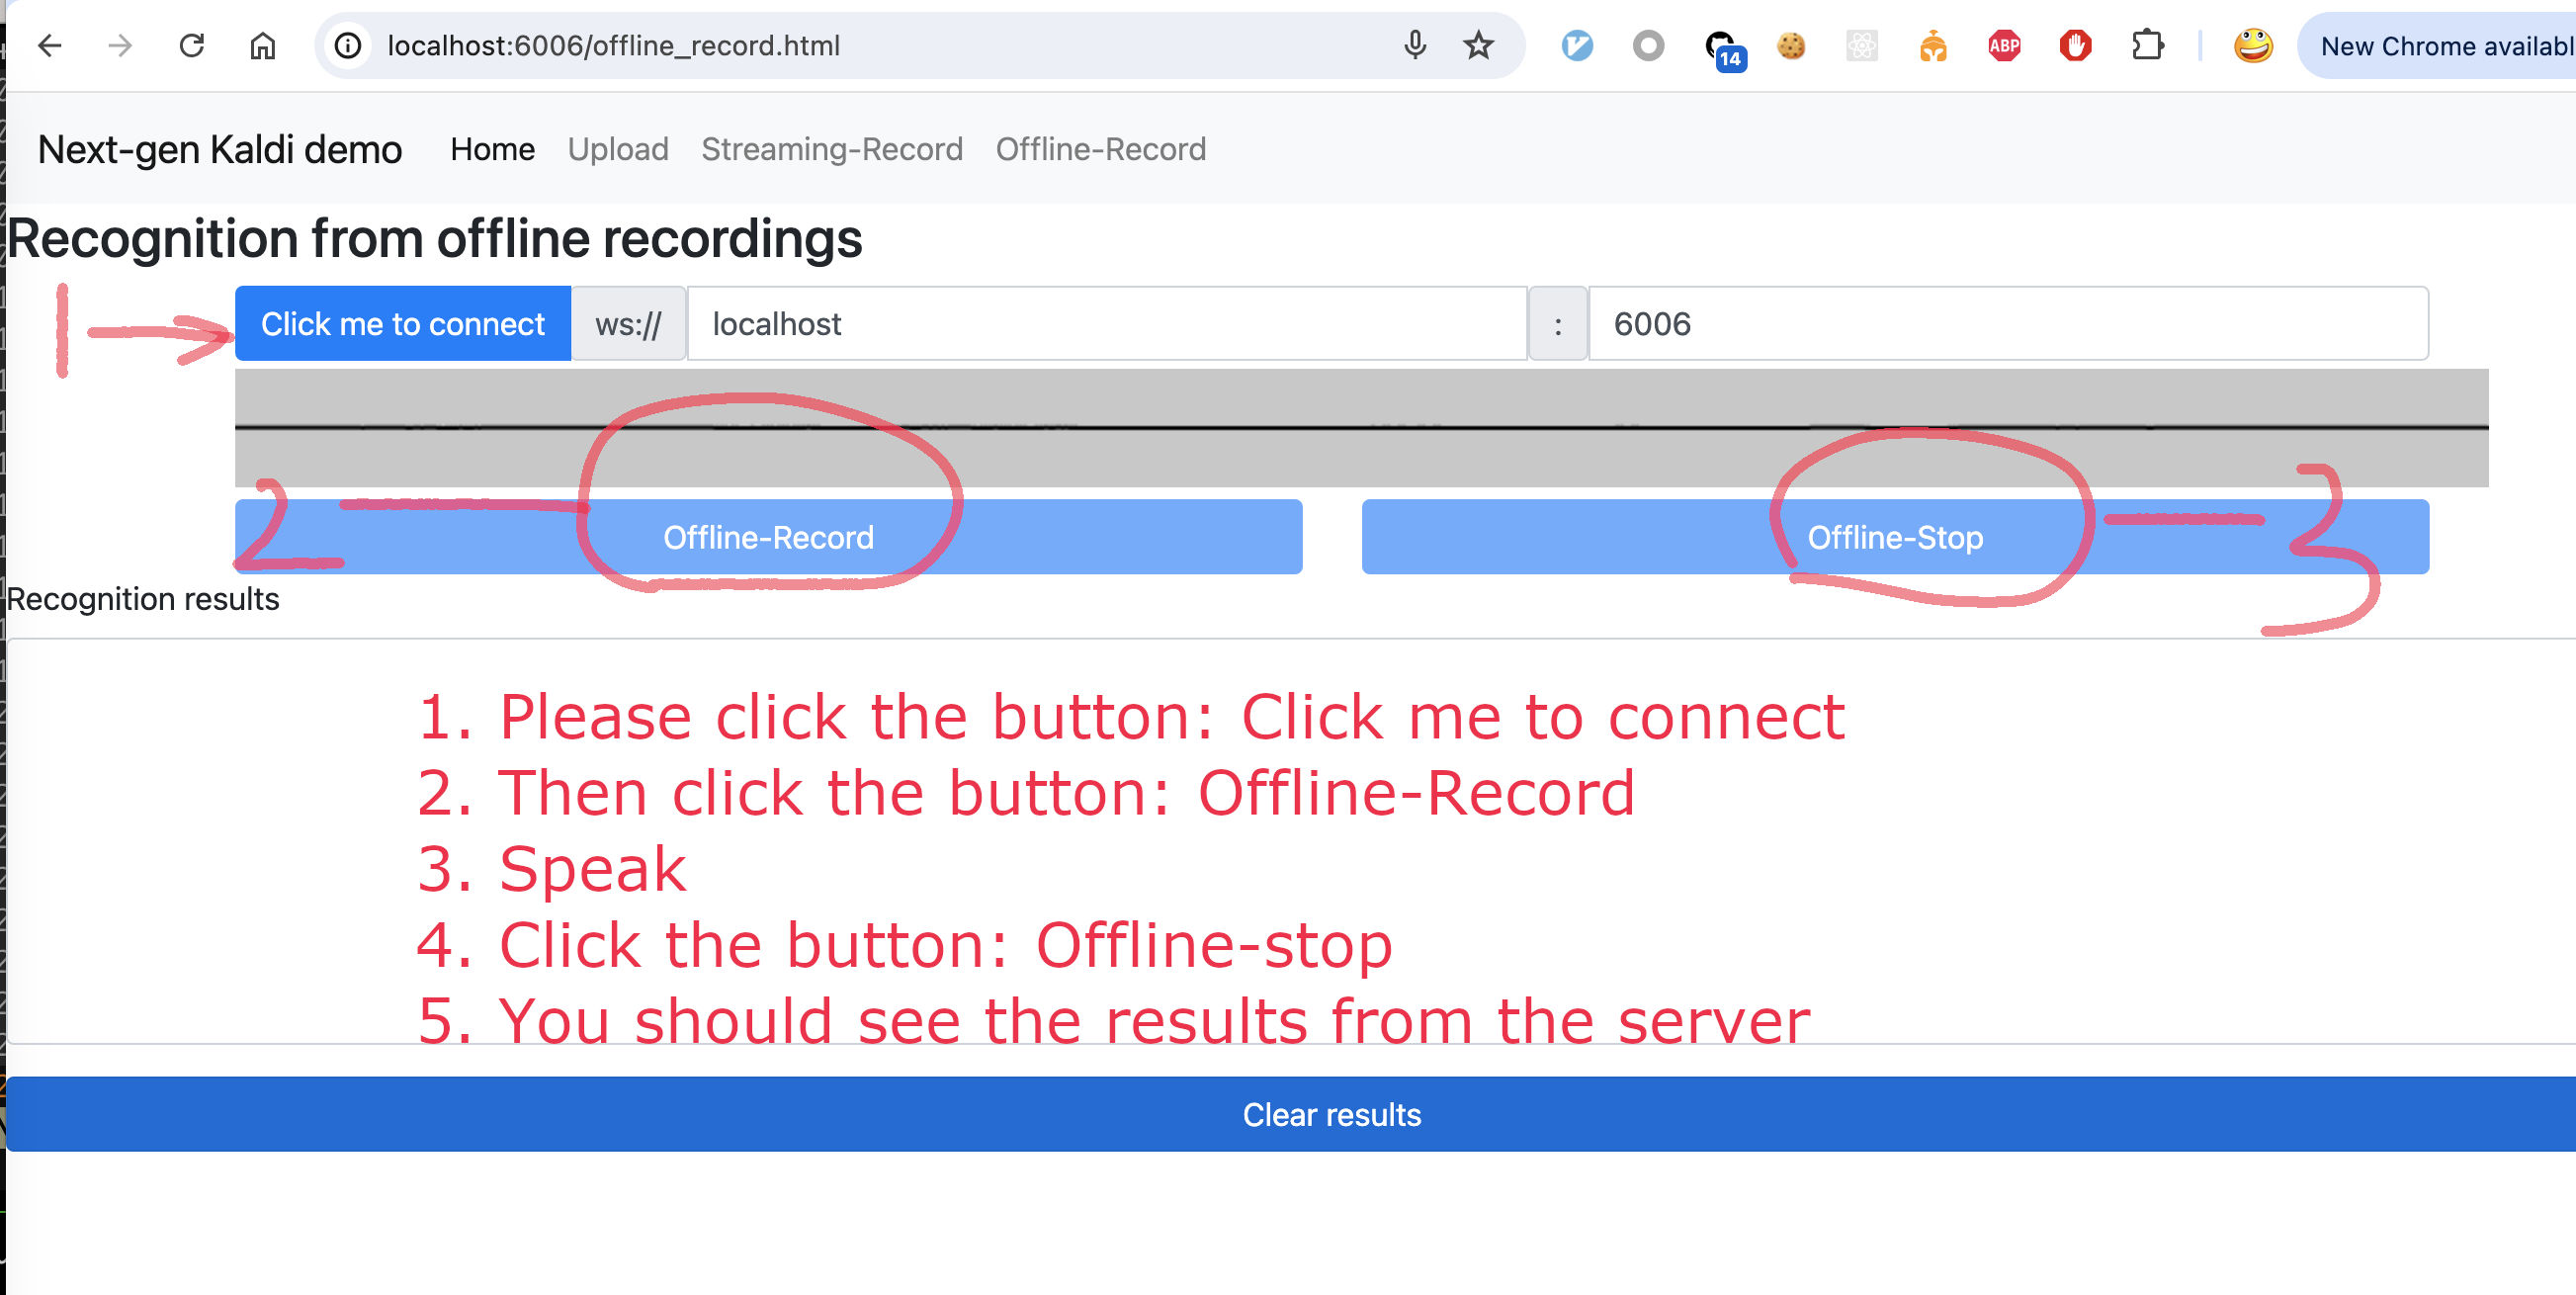 localhost:6006/offline_record.html
14
ABP
New Chrome availabl
Next-gen Kaldi demo Home Upload Streaming-Record Offline-Record
Recognition from offline recordings
1
Click me to connect ws:// localhost : 6006
2 Offline-Record Offline-Stop 3
Recognition results
1. Please click the button: Click me to connect
2. Then click the button: Offline-Record
3. Speak
4. Click the button: Offline-stop
5. You should see the results from the server
Clear results